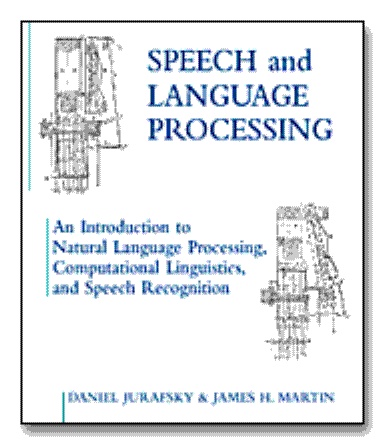 SPEECH and
LANGUAGE
PROCESSING
An Introduction to
Natural Language Processing,
Computational Linguistics,
and Speech Recognition
DANIEL JURAFSKY & JAMES H. MARTIN